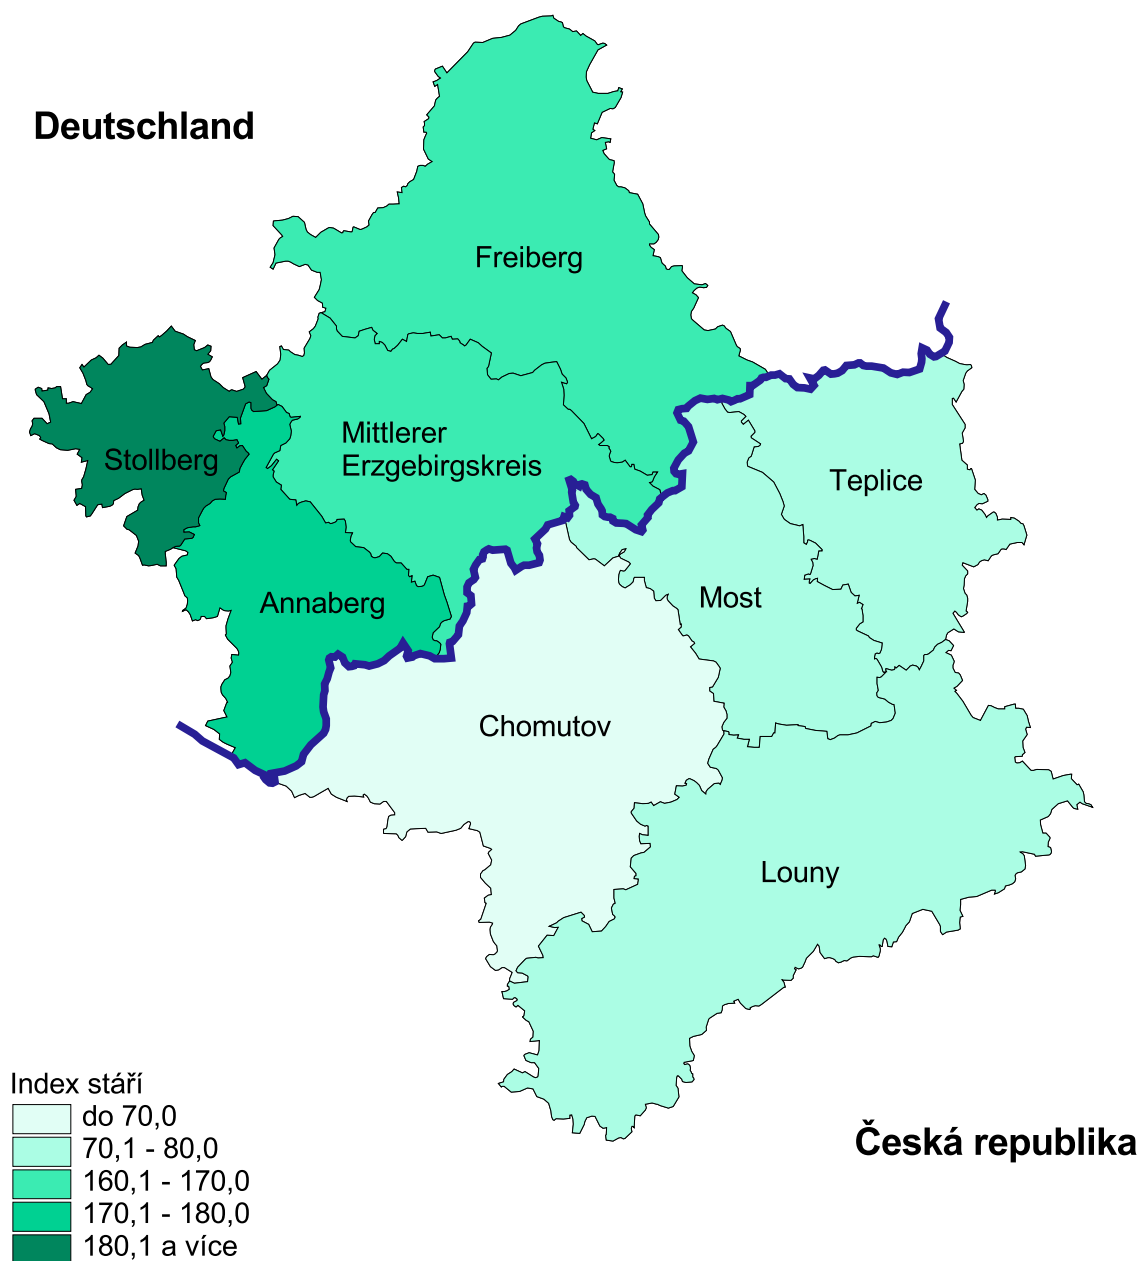 Deutschland
Freiberg
Mittlerer
Erzgebirgskreis
Stollberg
Teplice
Annaberg
Most
Chomutov
Louny
Index stáří
do 70,0
70,1 - 80,0
160,1 - 170,0
170,1 - 180,0
180,1 a více
Česká republika